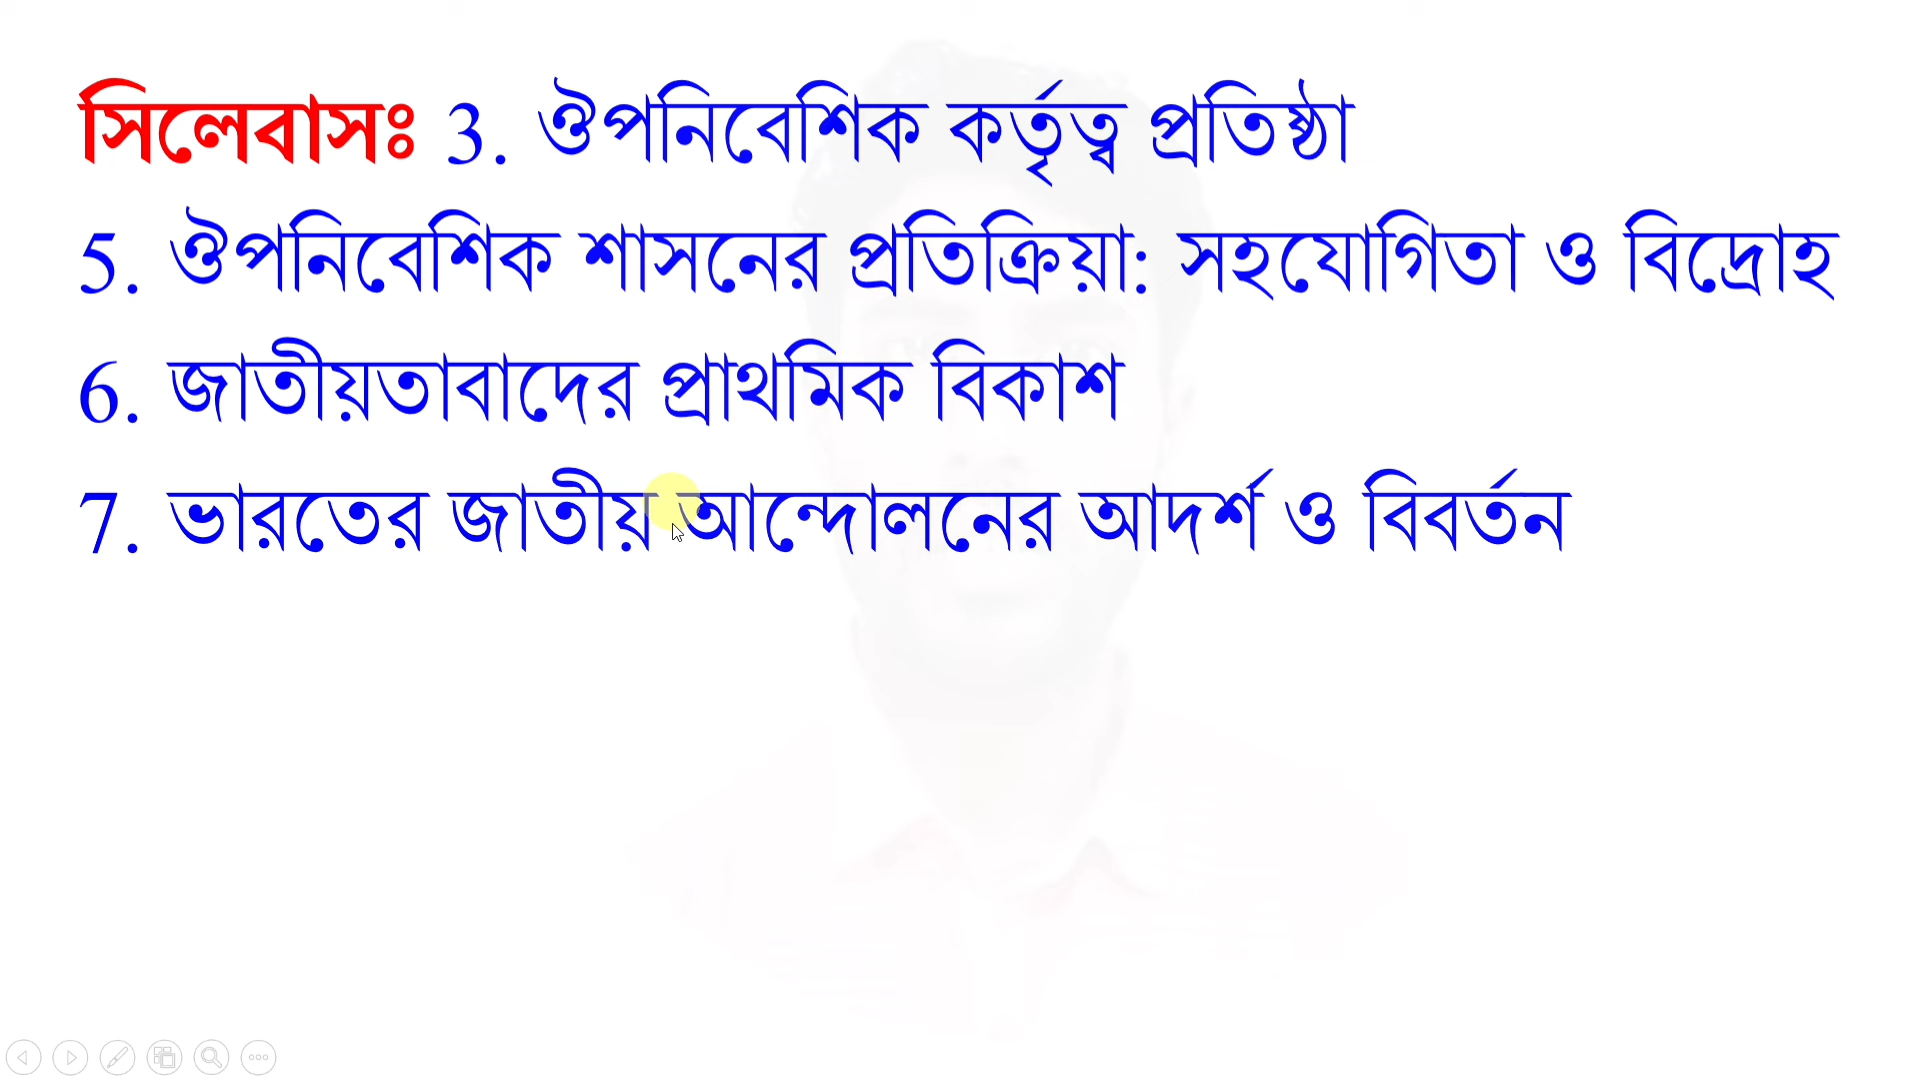 সিলেবাসঃ 3. ঔপনিবেশিক কর্তৃত্ব প্রতিষ্ঠা
5. ঔপনিবেশিক শাসনের প্রতিক্রিয়া: সহযোগিতা ও বিদ্রোহ
6. জাতীয়তাবাদের প্রাথমিক বিকাশ
7. ভারতের জাতীয় আন্দোলনের আদর্শ ও বিবর্তন